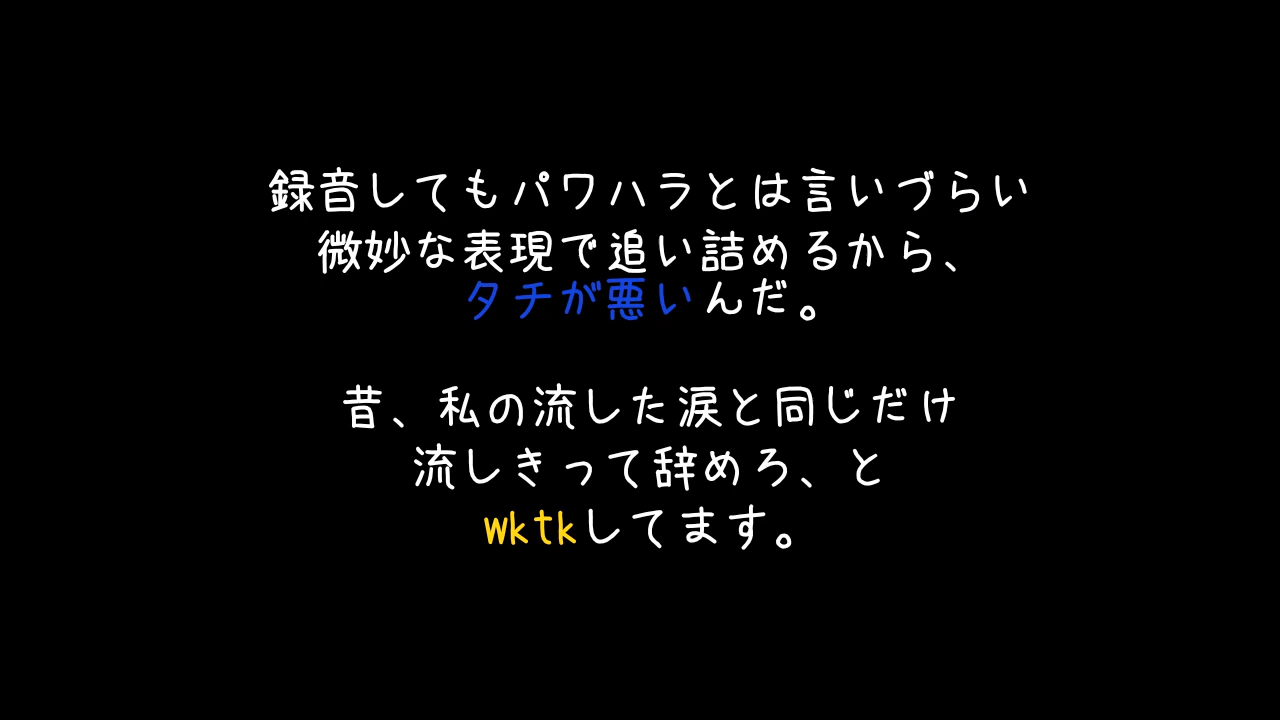 録音してもパワハラとは言いづらい
微妙な表現で追い詰めるから、
タチが悪いんだ。
昔、私の流した涙と同じだけ
流しきって辞めろ、と
wktkしてます。